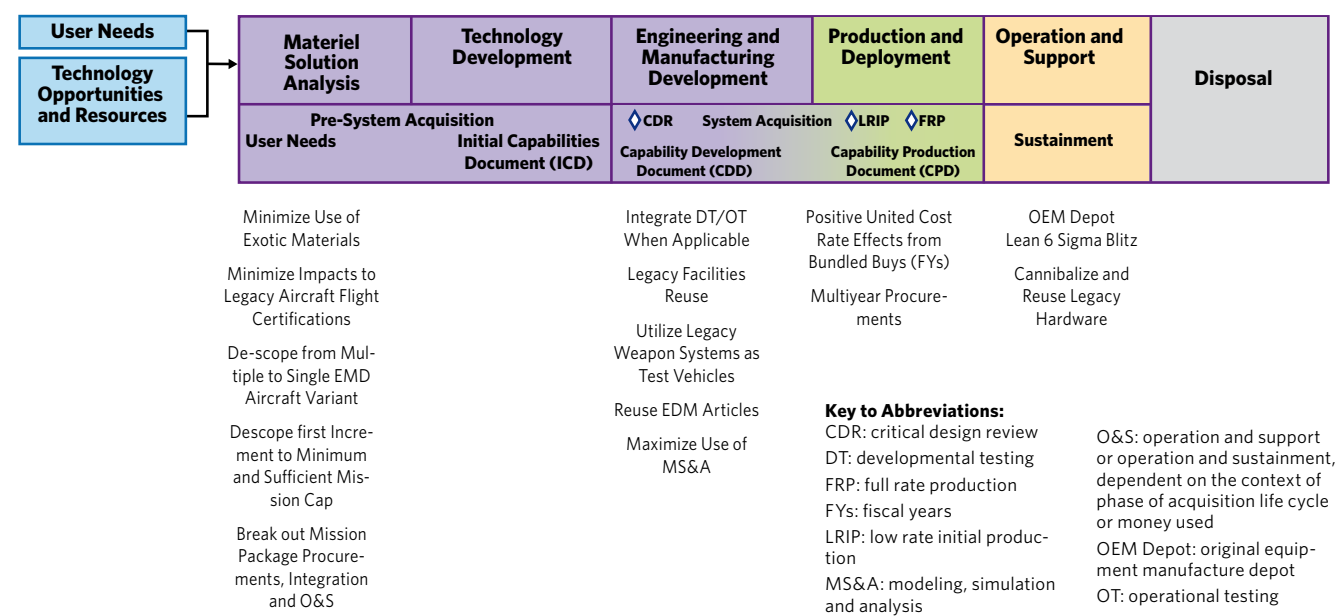 User Needs
Technology
Opportunities
and Resources
Materiel
Solution
Analysis
Technology
Development
Engineering and
Manufacturing
Development
Production and
Deployment
Operation and
Support
Disposal
Pre-System Acquisition
User Needs
Initial Capabilities
Document (ICD)
CDR
System Acquisition
LRIP
FRP
Capability Development
Document (CDD)
Capability Production
Document (CPD)
Sustainment
Minimize Use of
Exotic Materials
Minimize Impacts to
Legacy Aircraft Flight
Certifications
De-scope from Mul-
tiple to Single EMD
Aircraft Variant
Descope first Incre-
ment to Minimum
and Sufficient Mis-
sion Cap
Break out Mission
Package Procure-
ments, Integration
and O&S
Integrate DT/OT
When Applicable
Legacy Facilities
Reuse
Utilize Legacy
Weapon Systems as
Test Vehicles
Reuse EDM Articles
Maximize Use of
MS&A
Positive United Cost
Rate Effects from
Bundled Buys (FYs)
Multiyear Procure-
ments
OEM Depot
Lean 6 Sigma Blitz
Cannibalize and
Reuse Legacy
Hardware
Key to Abbreviations:
CDR: critical design review
DT: developmental testing
FRP: full rate production
FYs: fiscal years
LRIP: low rate initial produc-
tion
MS&A: modeling, simulation
and analysis
O&S: operation and support
or operation and sustainment,
dependent on the context of
phase of acquisition life cycle
or money used
OEM Depot: original equip-
ment manufacture depot
OT: operational testing